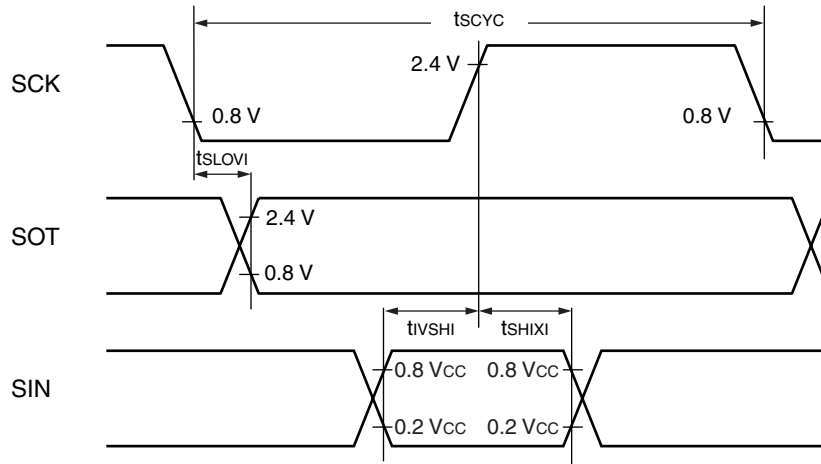 tSCYC
SCK
2.4 V
0.8 V
0.8 V
tSLOVI
SOT
2.4 V
0.8 V
tIVSHI
tSHIXI
SIN
0.8 VCC
0.8 VCC
0.2 VCC
0.2 VCC